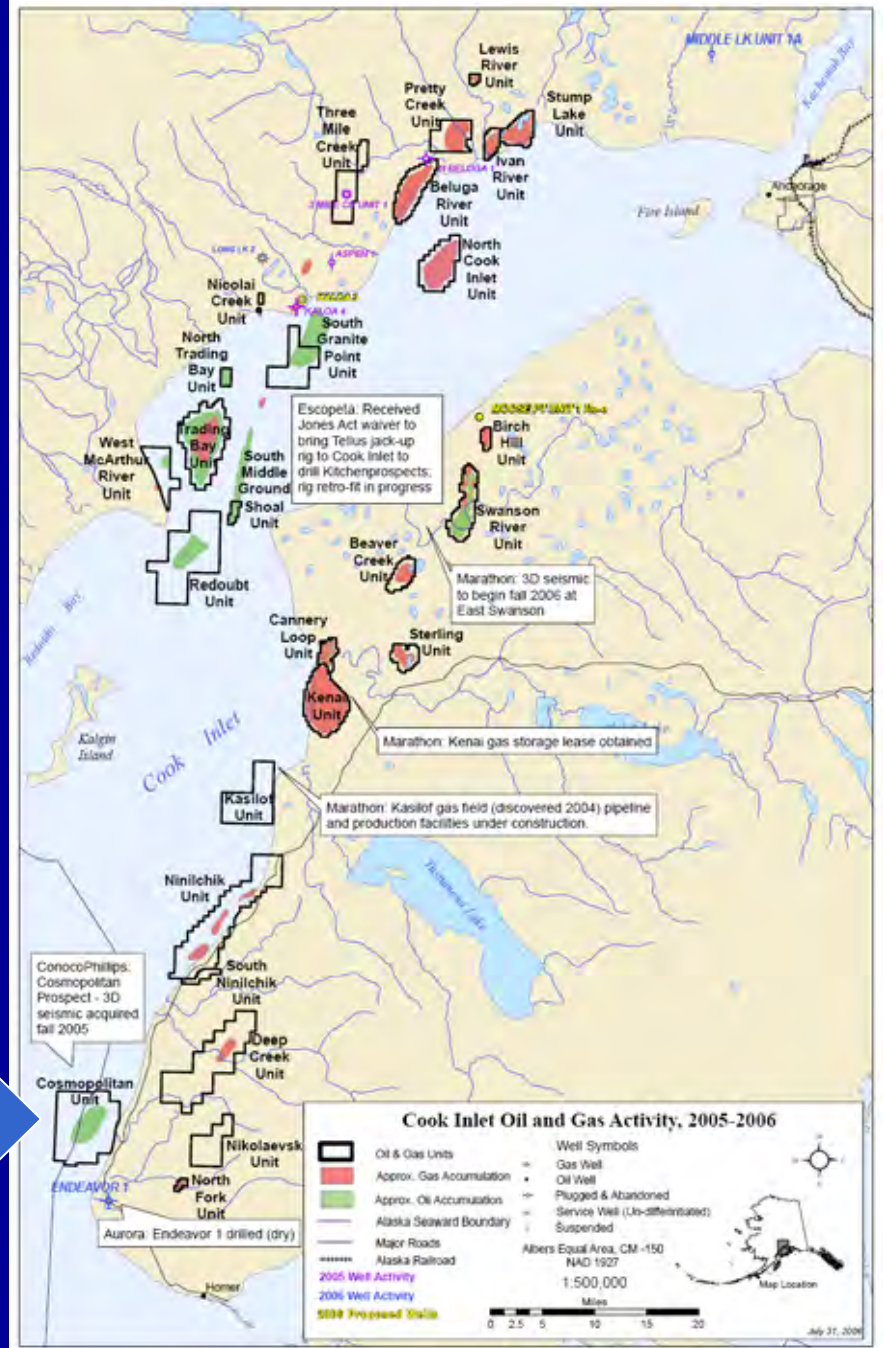 MIDDLE LK UNIT 1A
Lewis
River
Unit
Pretty
Creek
Unit
Stump
Lake
Unit
Three
Mile
Creek
Unit
Ivan
River
Unit
Beluga
River
Unit
Anchorage
Fire Island
North
Cook
Inlet
Unit
ASPEN 1
Nicolai
Creek
Unit
KALOA 4
South
Granite
Point
Unit
North
Trading
Bay
Unit
Escopeta: Received
Jones Act waiver to
bring Tellus jack-up
rig to Cook Inlet to
drill Kitchenprospects;
rig retro-fit in progress
Birch
Hill
Unit
Trading
Bay
Unit
West
McArthur
River
Unit
South
Middle
Ground
Shoal
Unit
Swanson
River
Unit
Beaver
Creek
Unit
Marathon: 3D seismic
to begin fall 2006 at
East Swanson
Redoubt
Unit
Cannery
Loop
Unit
Sterling
Unit
Kenai
Unit
Kalgin
Island
Cook Inlet
Marathon: Kenai gas storage lease obtained
Kasilof
Unit
Marathon: Kasilof gas field (discovered 2004) pipeline
and production facilities under construction.
Ninilchik
Unit
ConocoPhillips:
Cosmopolitan
Prospect - 3D
seismic acquired
fall 2005
South
Ninilchik
Unit
Deep
Creek
Unit
Cosmopolitan
Unit
Nikolaevsk
Unit
North
Fork
Unit
ENDEAVOR 1
Aurora: Endeavor 1 drilled (dry)
Homer
Cook Inlet Oil and Gas Activity, 2005-2006
Oil & Gas Units
Approx. Gas Accumulation
Approx. Oil Accumulation
Alaska Seaward Boundary
Major Roads
Alaska Railroad
2005 Well Activity
2006 Well Activity
2006 Proposed Wells
Well Symbols
Gas Well
Oil Well
Plugged & Abandoned
Service Well (Un-differentiated)
Suspended
Albers Equal Area, CM -150
NAD 1927
1:500,000
Miles
0 2.5 5 10 15 20
Map Location
July 31, 2006